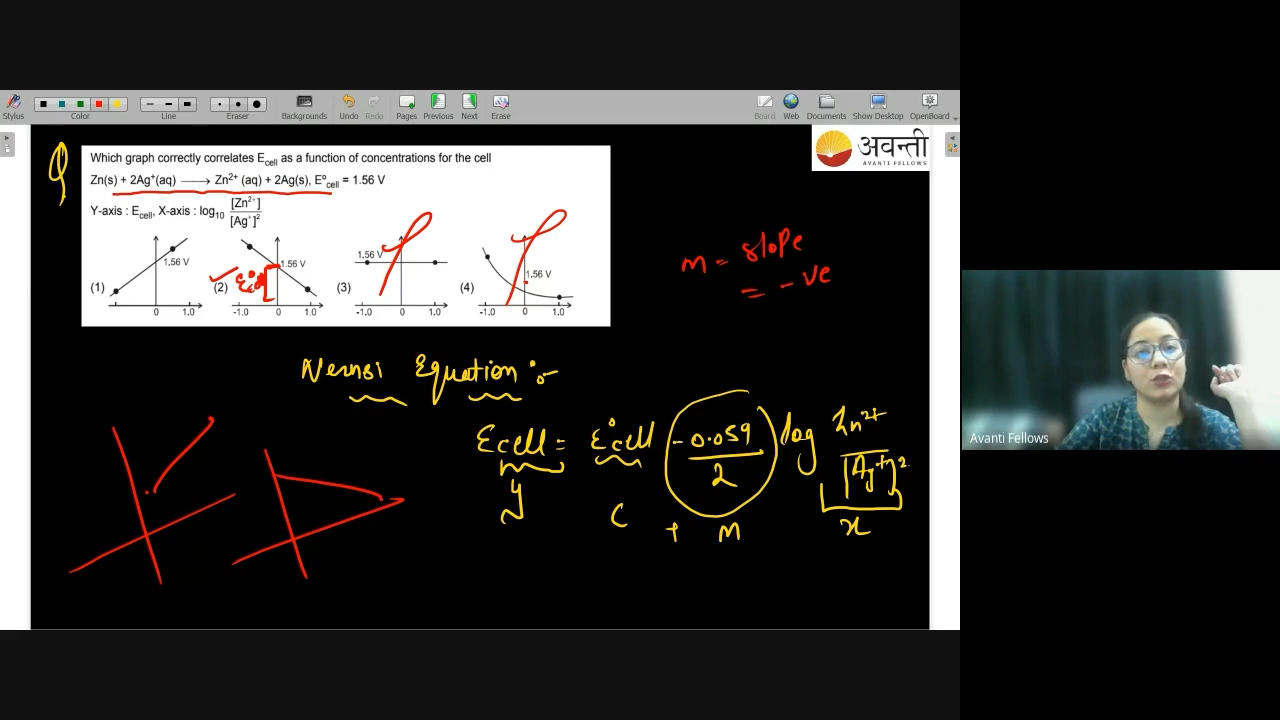 Stylus
Color
Line
Eraser
Backgrounds
Undo
Redo
Pages
Previous
Next
Erase
Board
Web
Documents
Show Desktop
OpenBoard
अवन्ती
AVANTI FELLOWS
Q
Which graph correctly correlates E_cell as a function of concentrations for the cell
Zn(s) + 2Ag⁺(aq) ⟶ Zn²⁺ (aq) + 2Ag(s), E°_cell = 1.56 V
Y-axis : E_cell, X-axis : log₁₀ [Zn²⁺]/[Ag⁺]²
(1) 1.56 V 0 1.0
(2) E°cell 1.56 V -1.0 0 1.0
(3) 1.56 V -1.0 0 1.0
(4) 1.56 V -1.0 0 1.0
m = slope
= -ve
Nernst Equation :-
Ecell = E°cell - 0.059/2 log Zn²⁺/[Ag⁺]²
y c + m x
Avanti Fellows